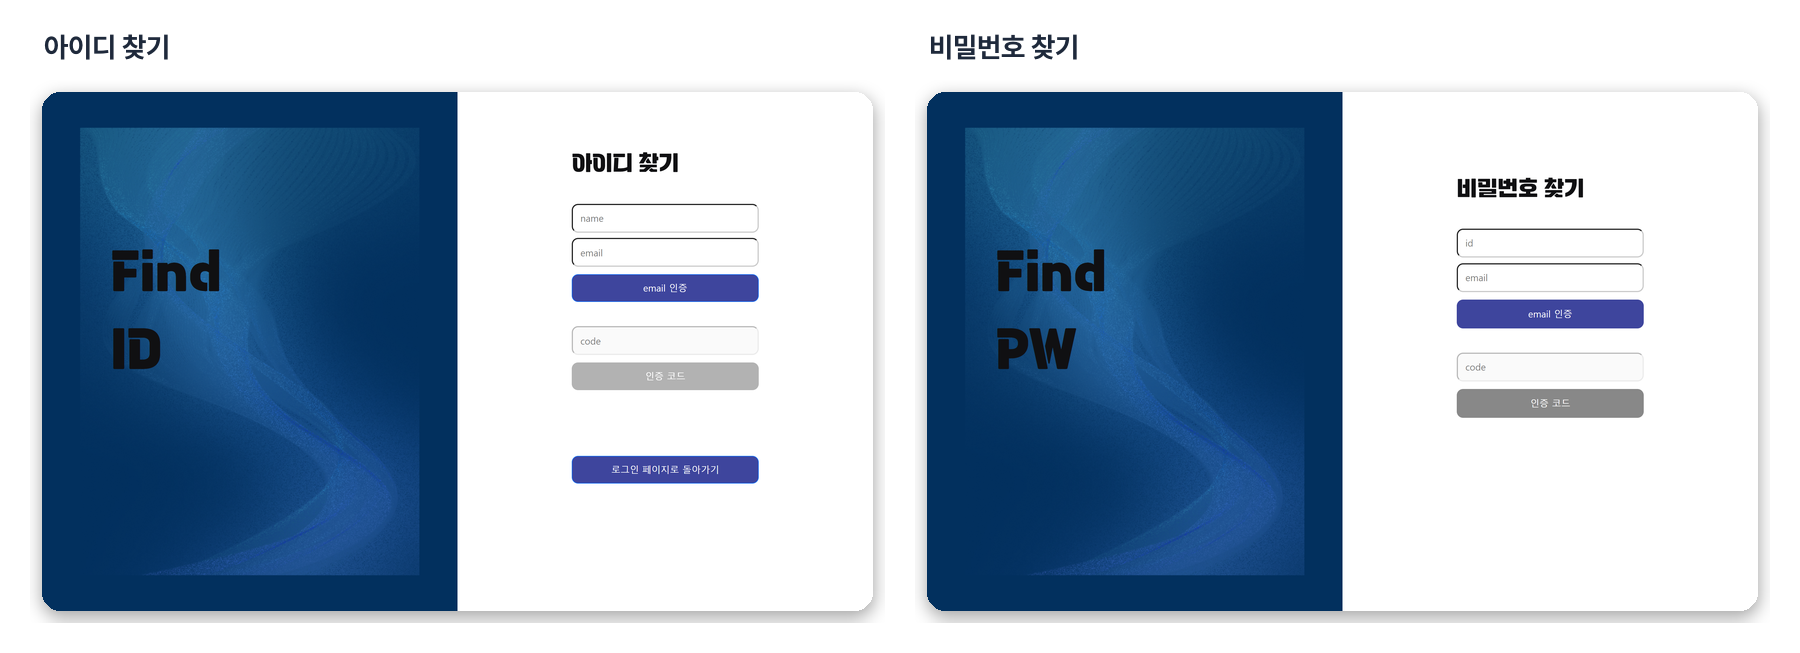 아이디 찾기
Find
ID
아이디 찾기
name
email
email 인증
code
인증 코드
로그인 페이지로 돌아가기
비밀번호 찾기
Find
PW
비밀번호 찾기
id
email
email 인증
code
인증 코드